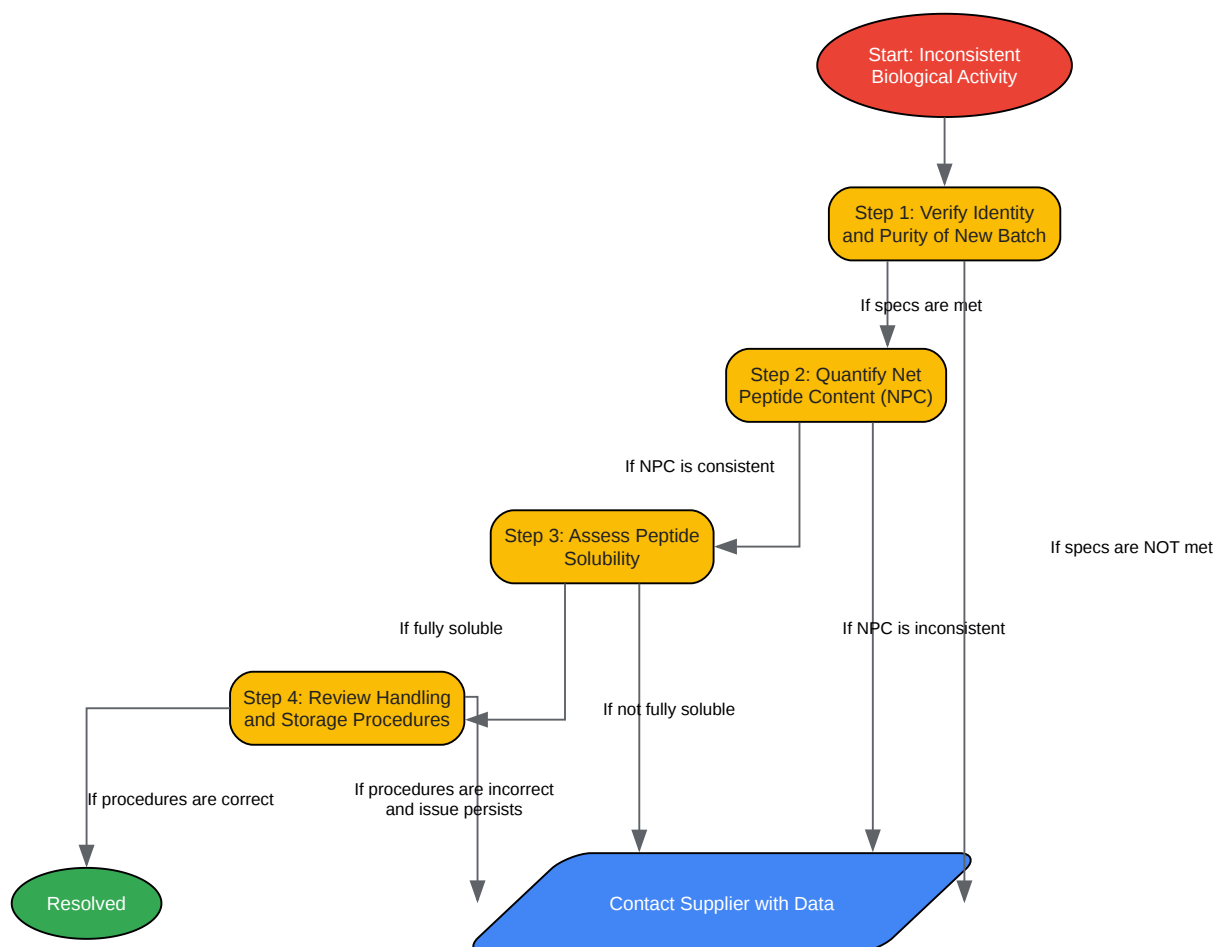 Start: Inconsistent
Biological Activity
Step 1: Verify Identity
and Purity of New Batch
If specs are met
Step 2: Quantify Net
Peptide Content (NPC)
If NPC is consistent
Step 3: Assess Peptide
Solubility
If specs are NOT met
If fully soluble
If NPC is inconsistent
Step 4: Review Handling
and Storage Procedures
If not fully soluble
If procedures are correct
If procedures are incorrect
and issue persists
Resolved
Contact Supplier with Data